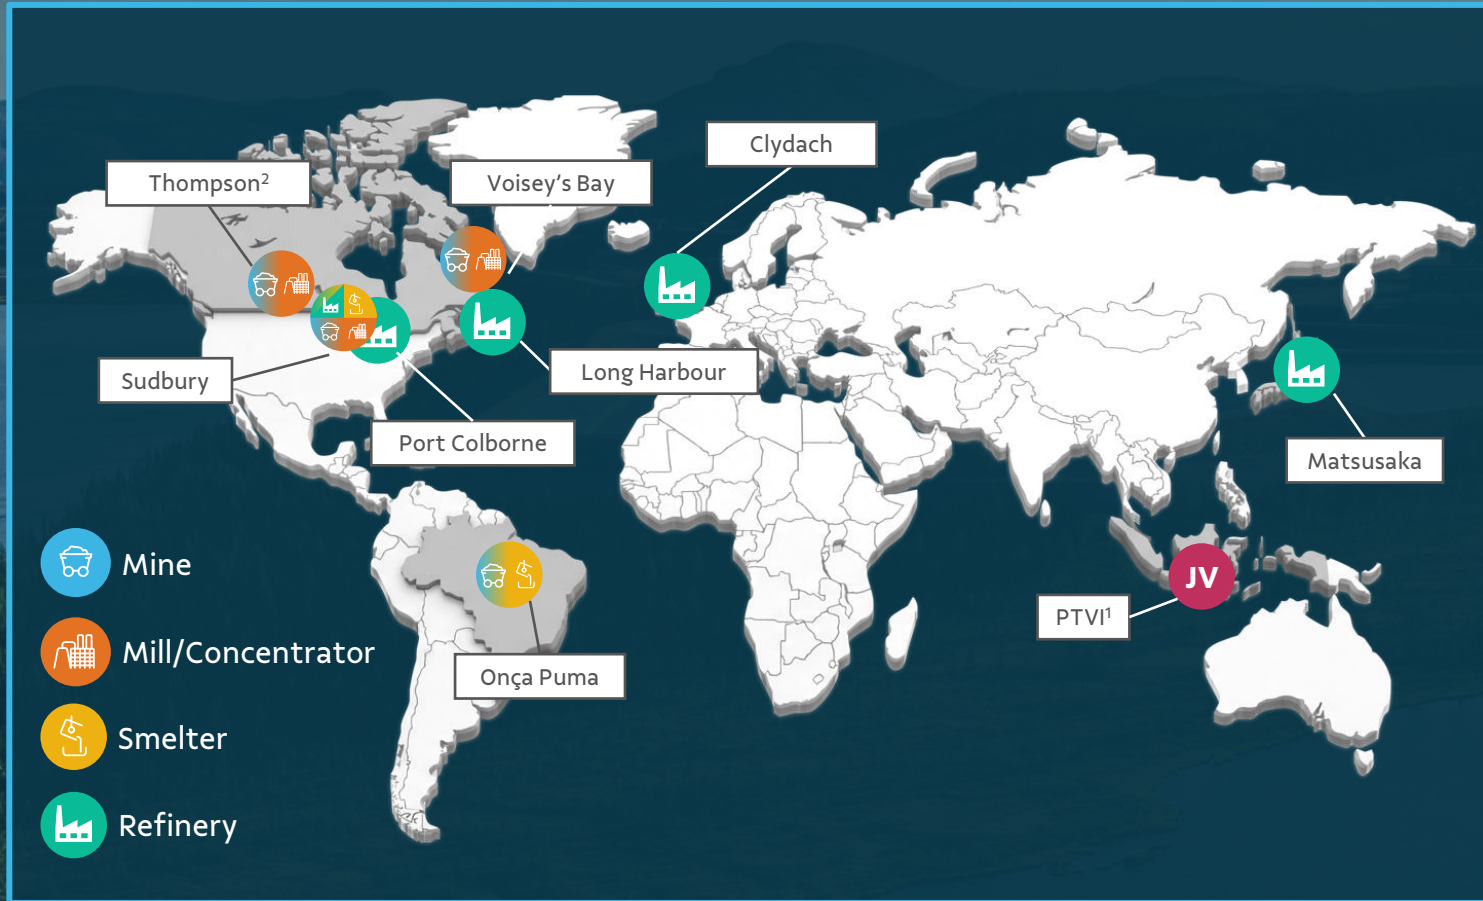 Clydach
Thompson²
Voisey's Bay
Sudbury
Long Harbour
Port Colborne
Matsusaka
JV
PTVI¹
Onça Puma
Mine
Mill/Concentrator
Smelter
Refinery